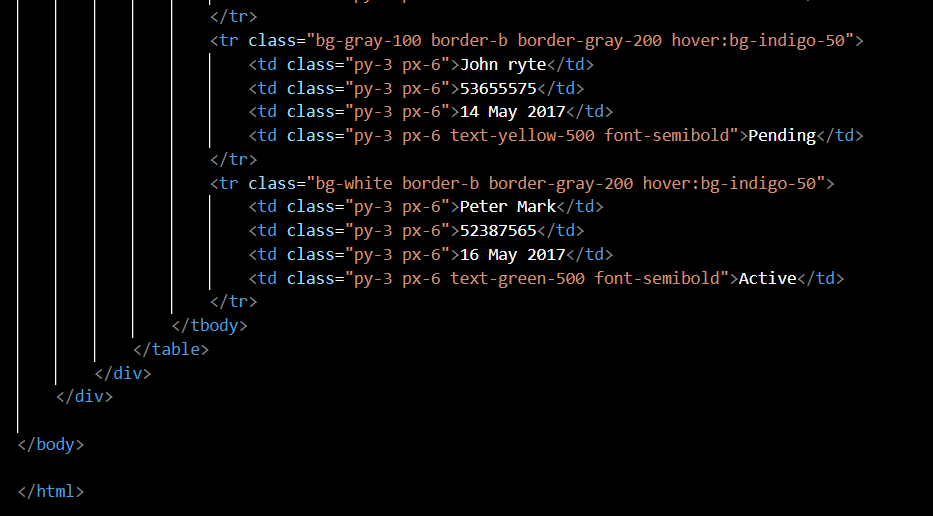 </tr>
<tr class="bg-gray-100 border-b border-gray-200 hover:bg-indigo-50">
<td class="py-3 px-6">John ryte</td>
<td class="py-3 px-6">53655575</td>
<td class="py-3 px-6">14 May 2017</td>
<td class="py-3 px-6 text-yellow-500 font-semibold">Pending</td>
</tr>
<tr class="bg-white border-b border-gray-200 hover:bg-indigo-50">
<td class="py-3 px-6">Peter Mark</td>
<td class="py-3 px-6">52387565</td>
<td class="py-3 px-6">16 May 2017</td>
<td class="py-3 px-6 text-green-500 font-semibold">Active</td>
</tr>
</tbody>
</table>
</div>
</div>
</body>
</html>